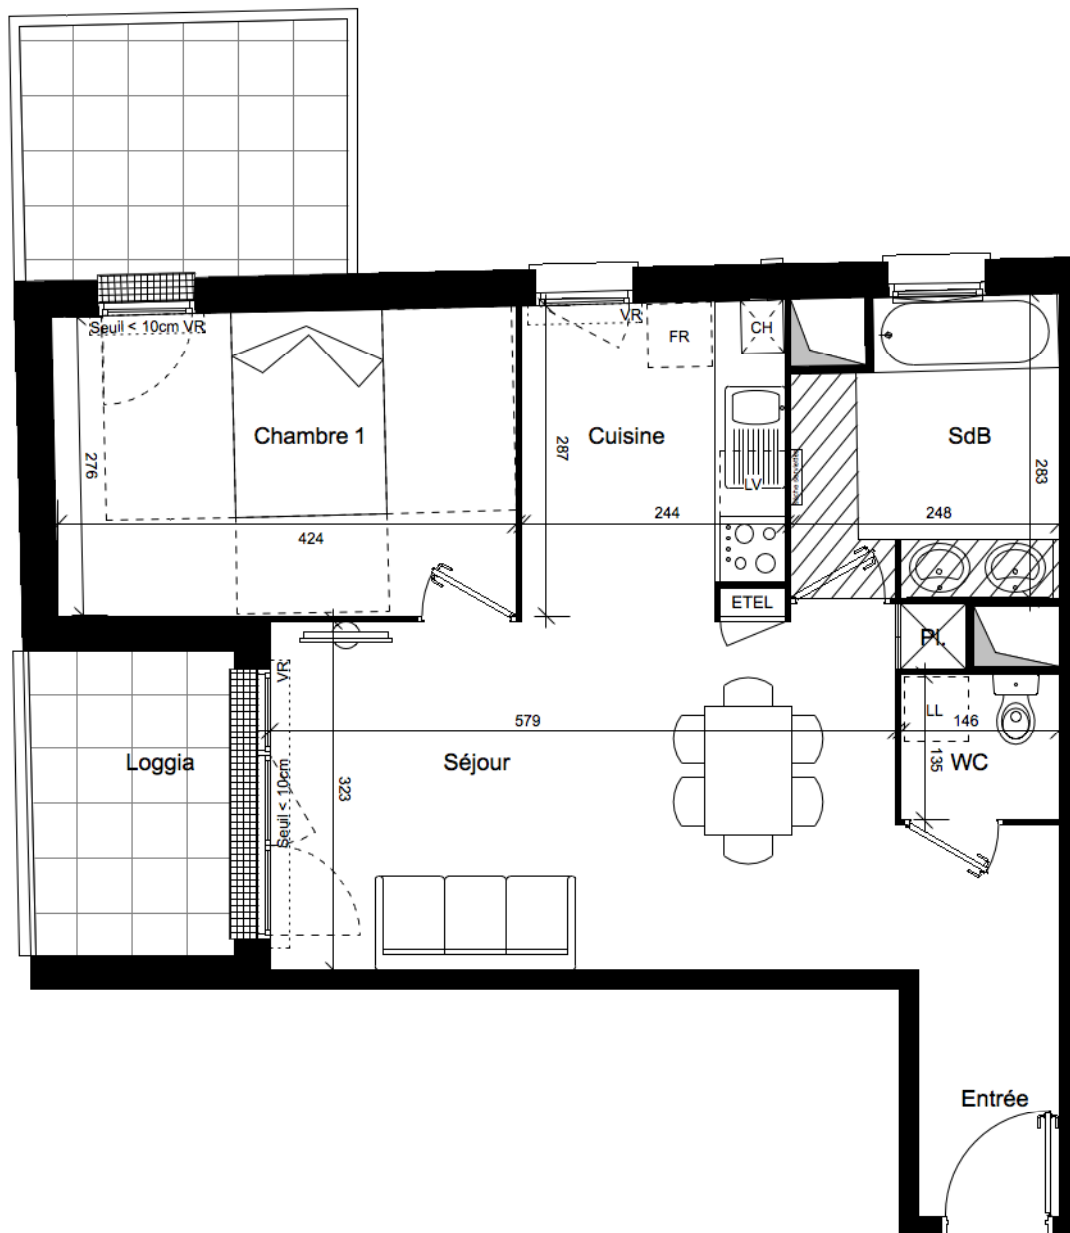 Seuil < 10cm VR
VR
FR
CH
Chambre 1
Cuisine
SdB
276
287
283
LV
424
244
248
ETEL
Pl.
VR
LL
579
146
Loggia
Séjour
WC
135
323
Seuil < 10cm
Entrée